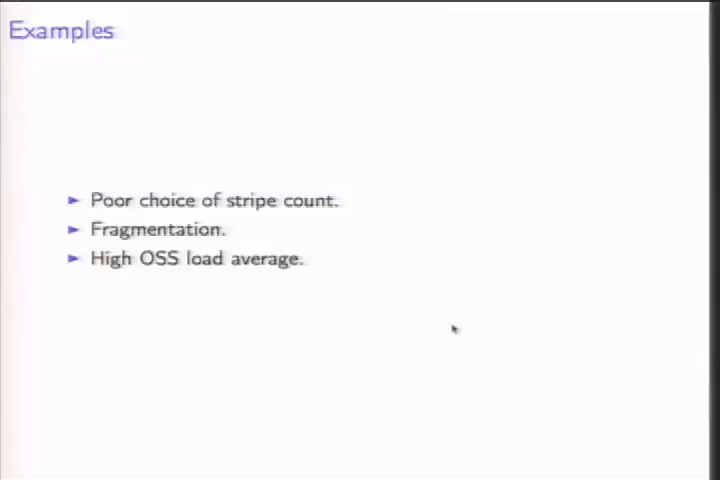 Examples
Poor choice of stripe count.
Fragmentation.
High OSS load average.